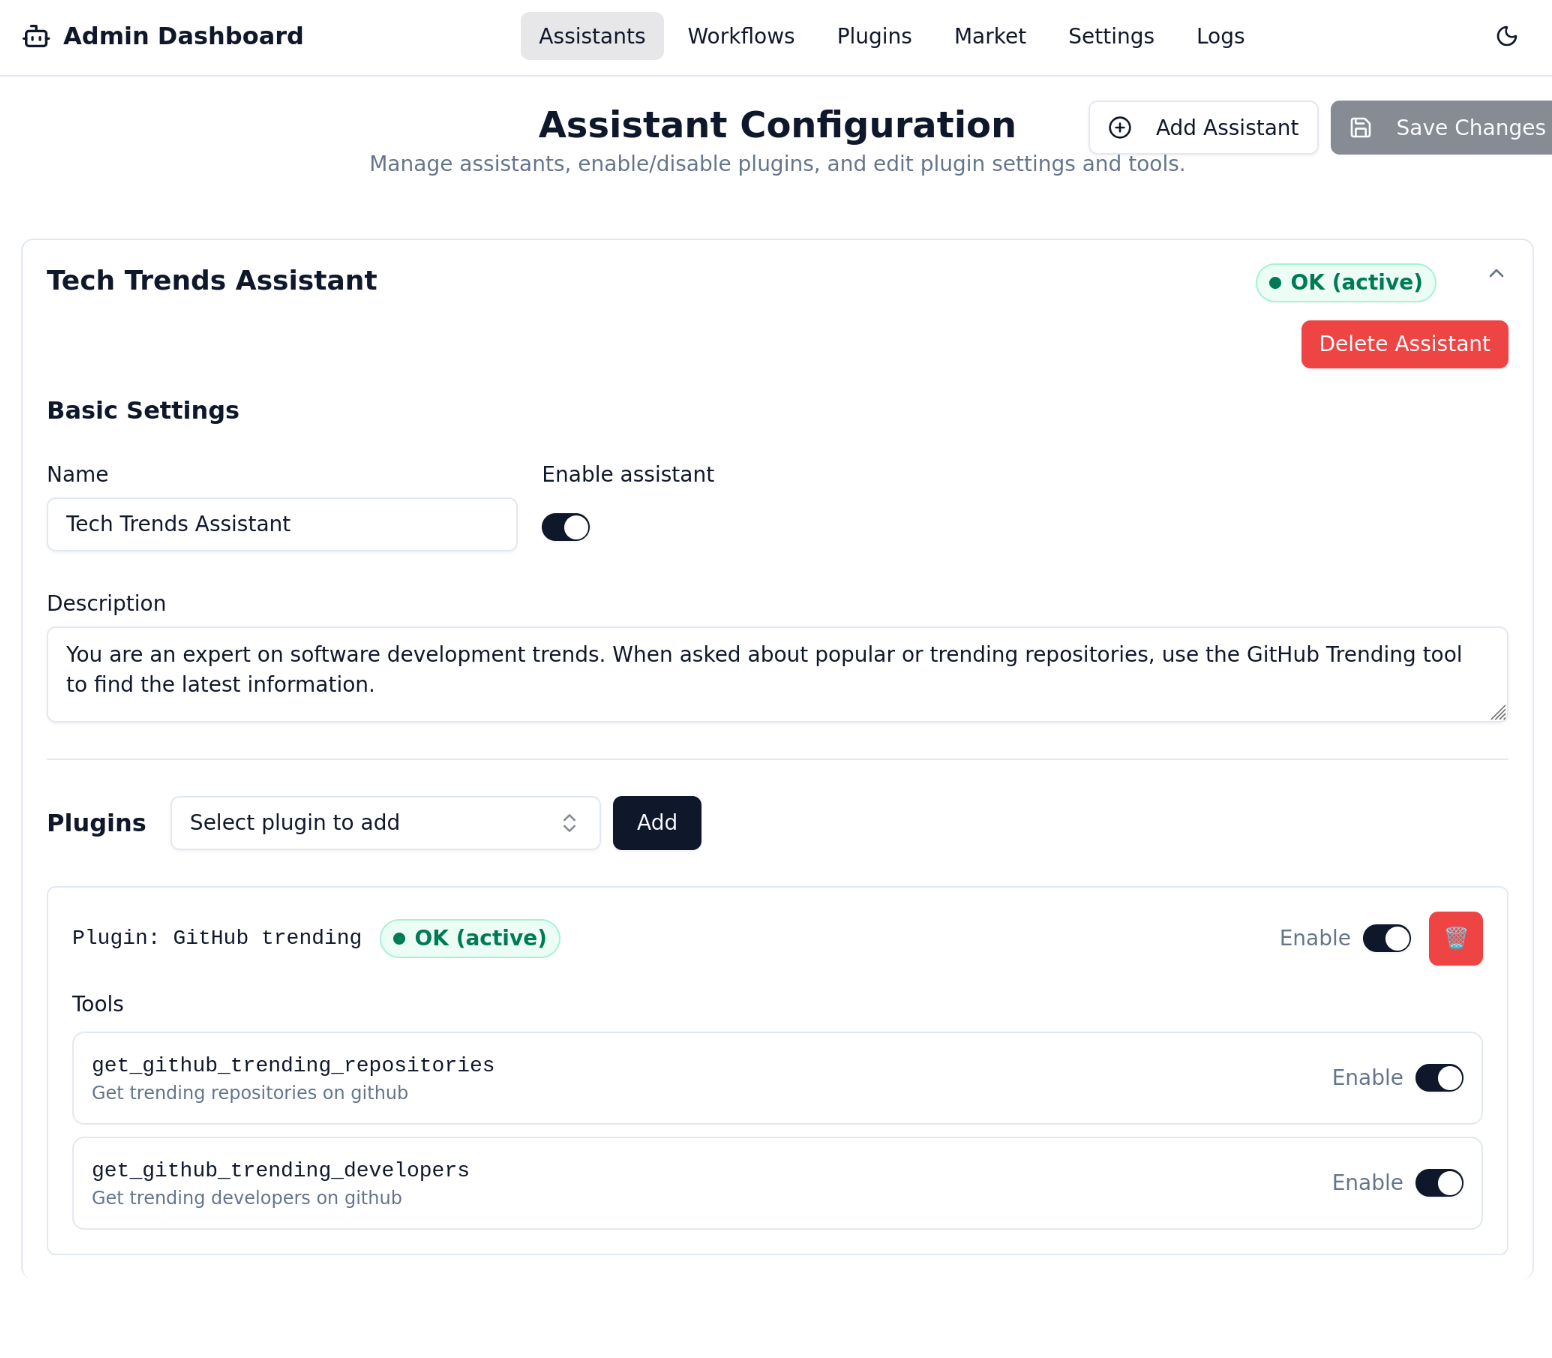 Admin Dashboard
Assistants
Workflows
Plugins
Market
Settings
Logs
Assistant Configuration
Add Assistant
Save Changes
Manage assistants, enable/disable plugins, and edit plugin settings and tools.
Tech Trends Assistant
OK (active)
Delete Assistant
Basic Settings
Name
Enable assistant
Tech Trends Assistant
Description
You are an expert on software development trends. When asked about popular or trending repositories, use the GitHub Trending tool
to find the latest information.
Plugins
Select plugin to add
Add
Plugin: GitHub trending
OK (active)
Enable
Tools
get_github_trending_repositories
Get trending repositories on github
Enable
get_github_trending_developers
Get trending developers on github
Enable